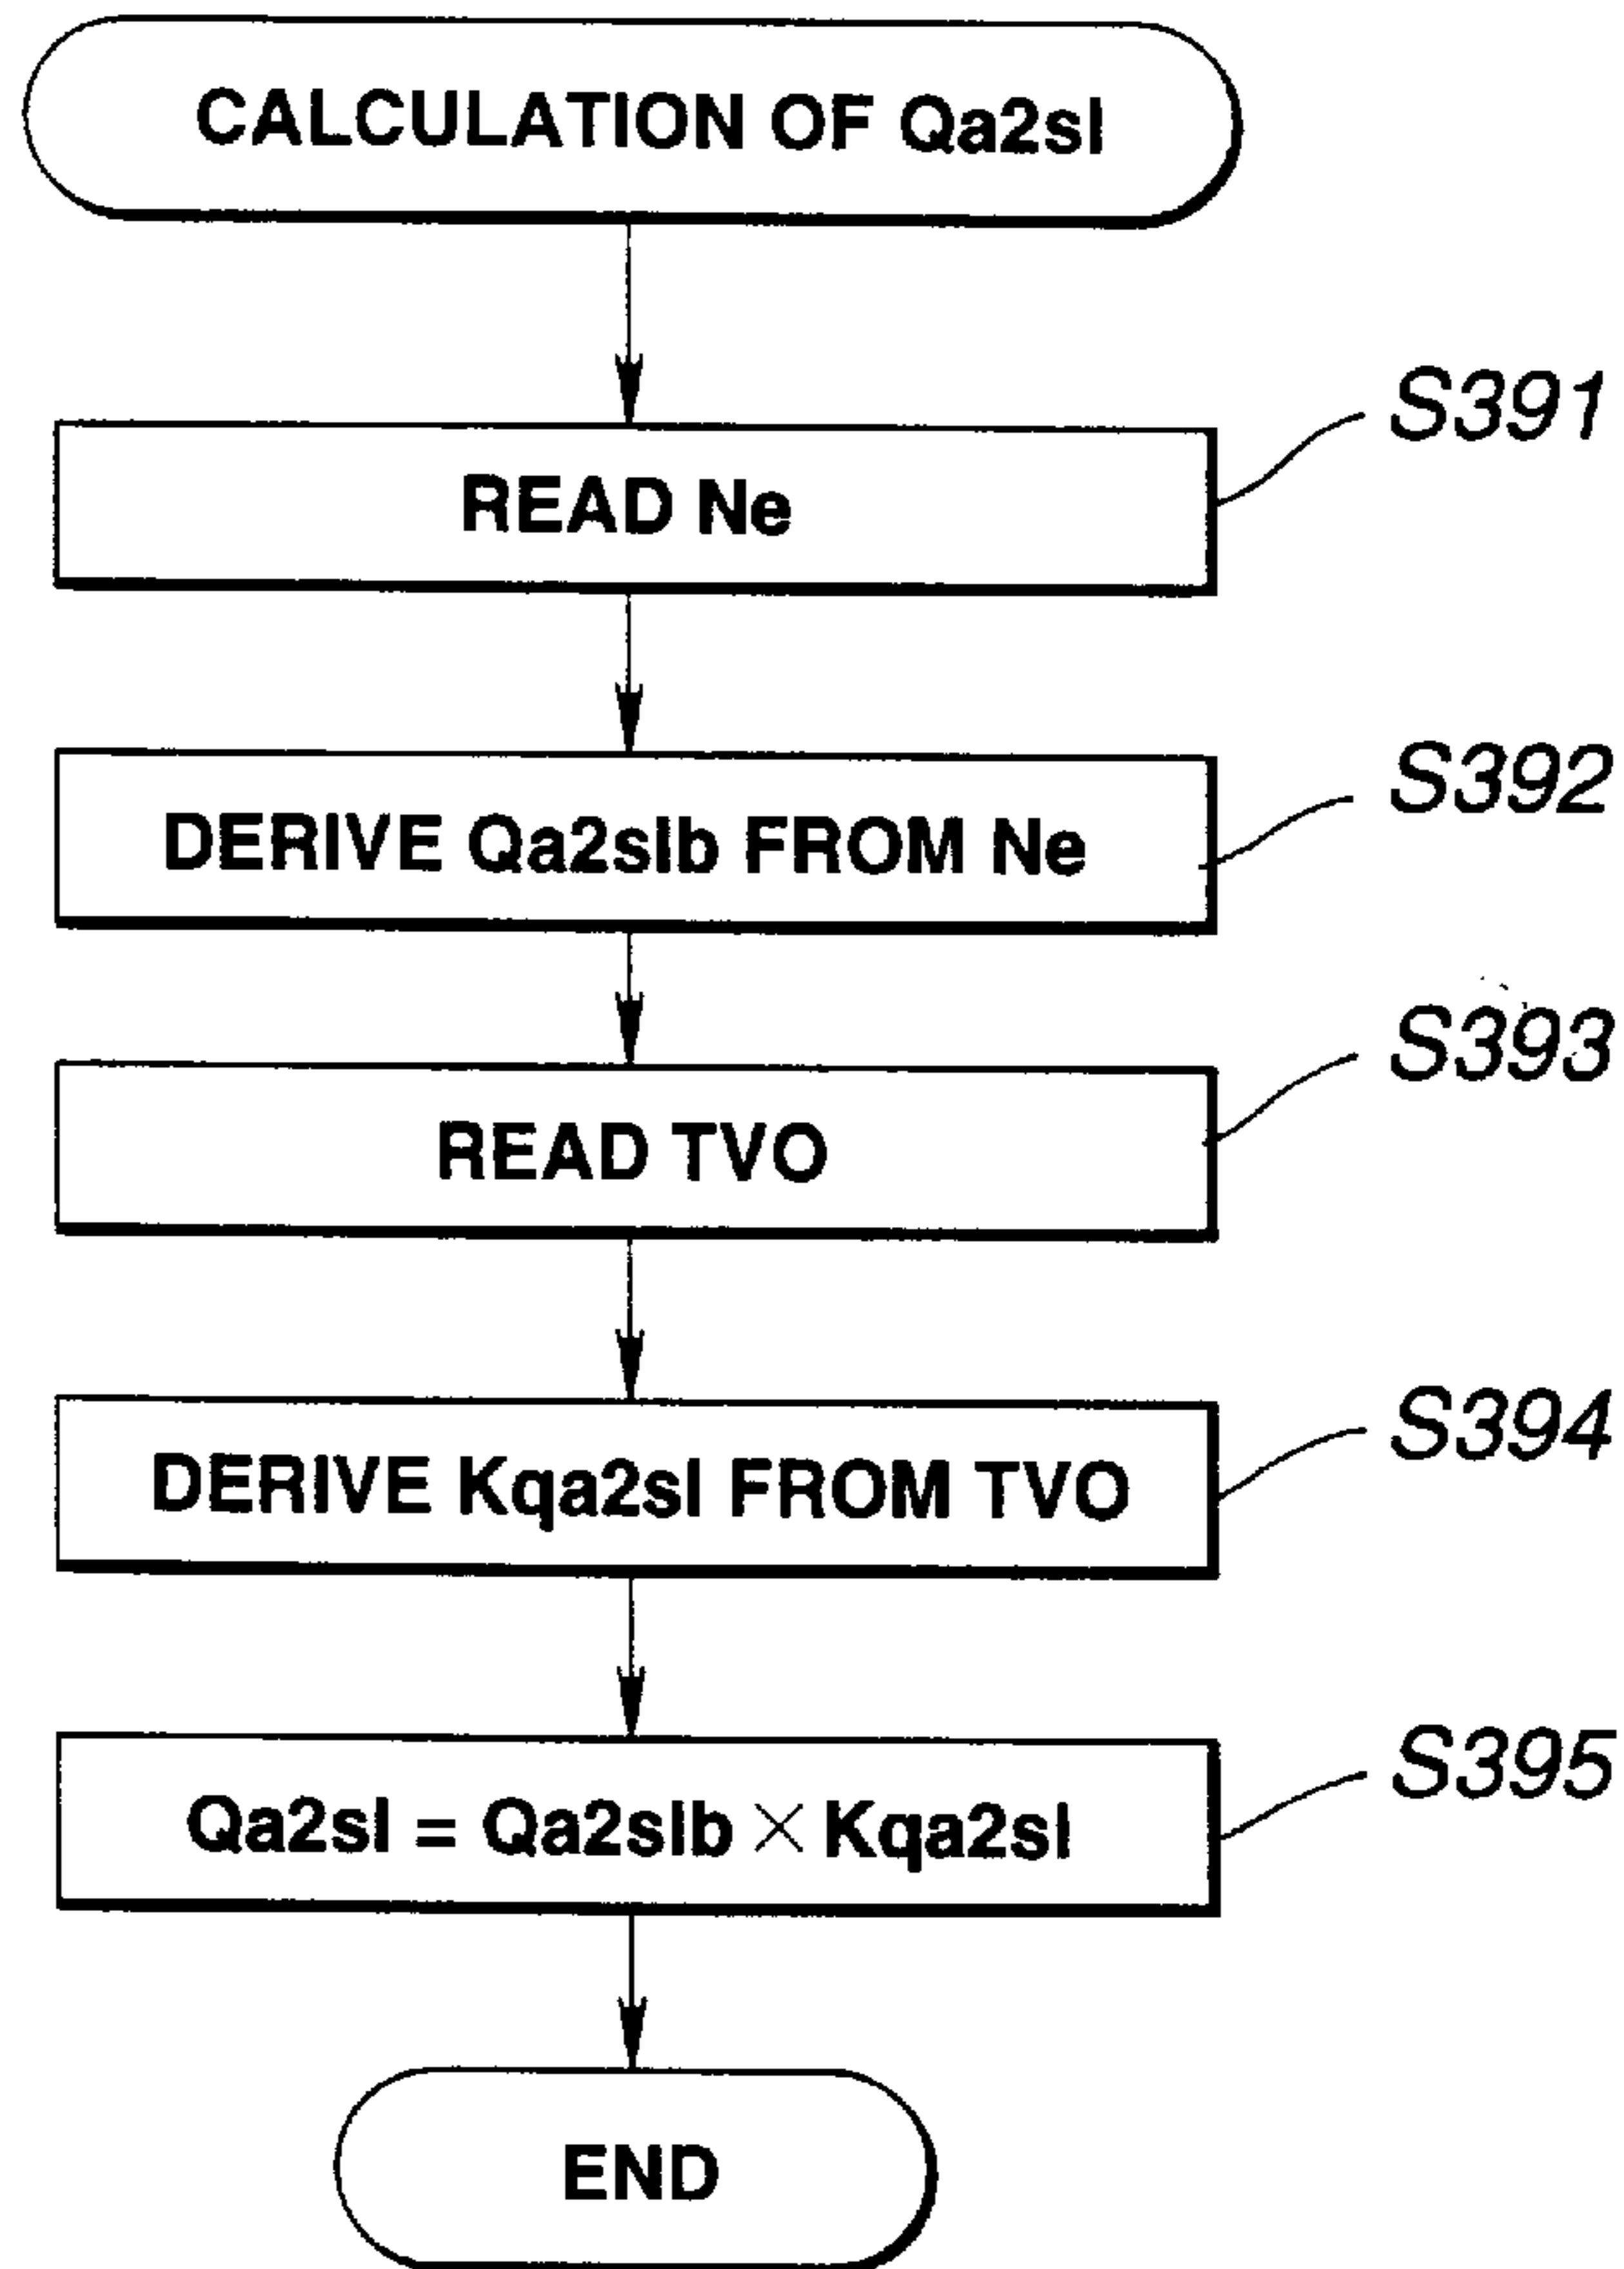 CALCULATION OF Qa2sl
S391
READ Ne
S392
DERIVE Qa2slb FROM Ne
S393
READ TVO
S394
DERIVE Kqa2sl FROM TVO
S395
Qa2sl = Qa2slb × Kqa2sl
END